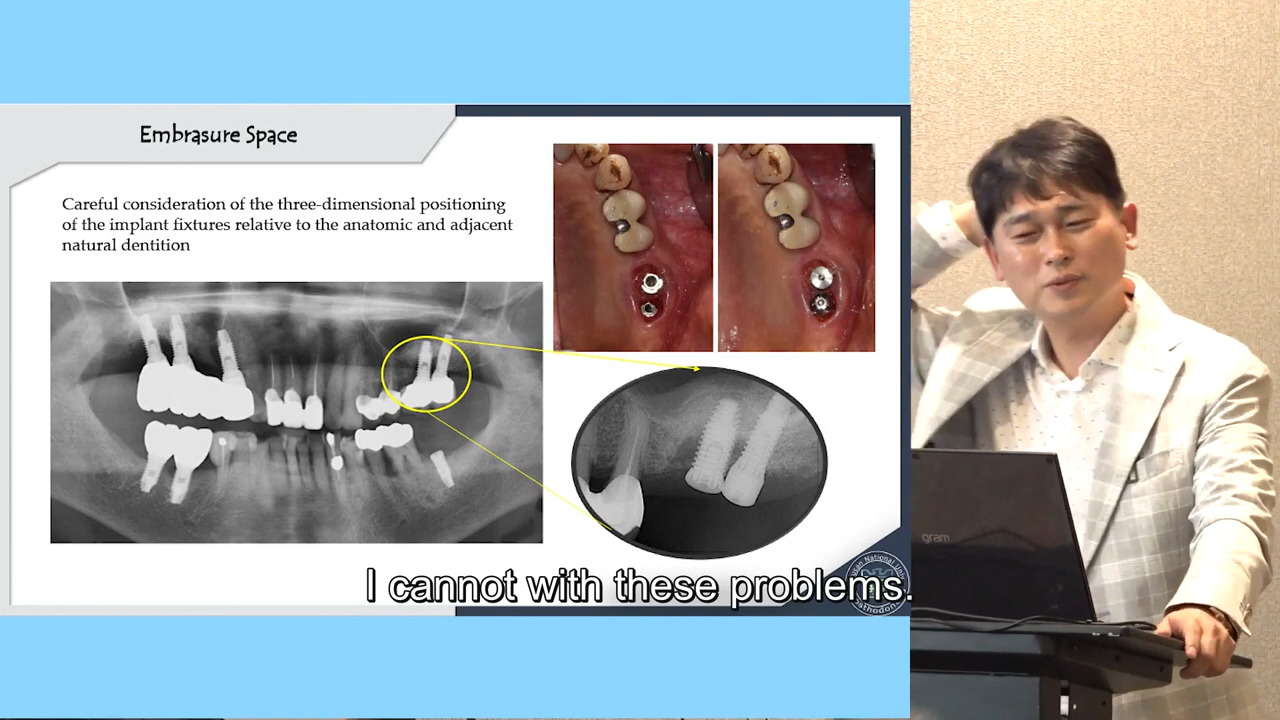 Embrasure Space
Careful consideration of the three-dimensional positioning
of the implant fixtures relative to the anatomic and adjacent
natural dentition
gram
I cannot with these problems.